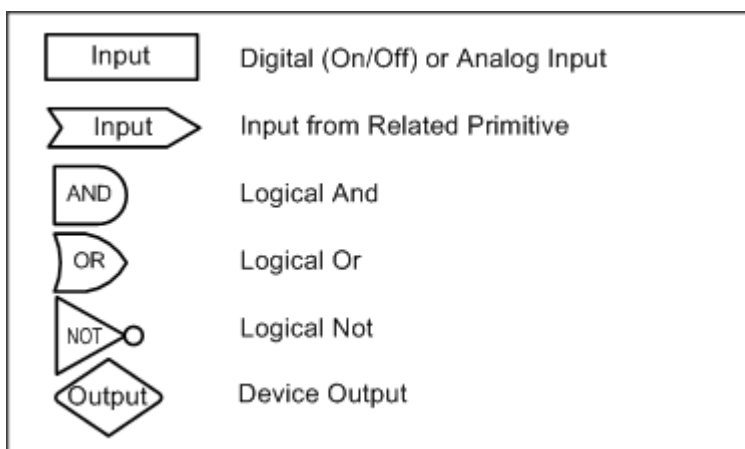 Input Digital (On/Off) or Analog Input
Input Input from Related Primitive
AND Logical And
OR Logical Or
NOT Logical Not
Output Device Output